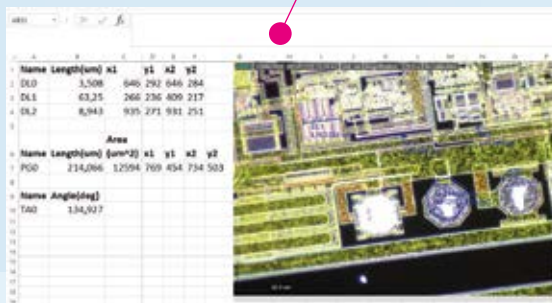 Name Length(um) x1 y1 x2 y2
DL0 3,508 646 292 646 284
DL1 63,25 266 236 409 217
DL2 8,943 935 271 931 251
Area
Name Length(um) (um^2) x1 y1 x2 y2
PG0 214,066 12594 769 454 734 503
Name Angle(deg)
TA0 134,927